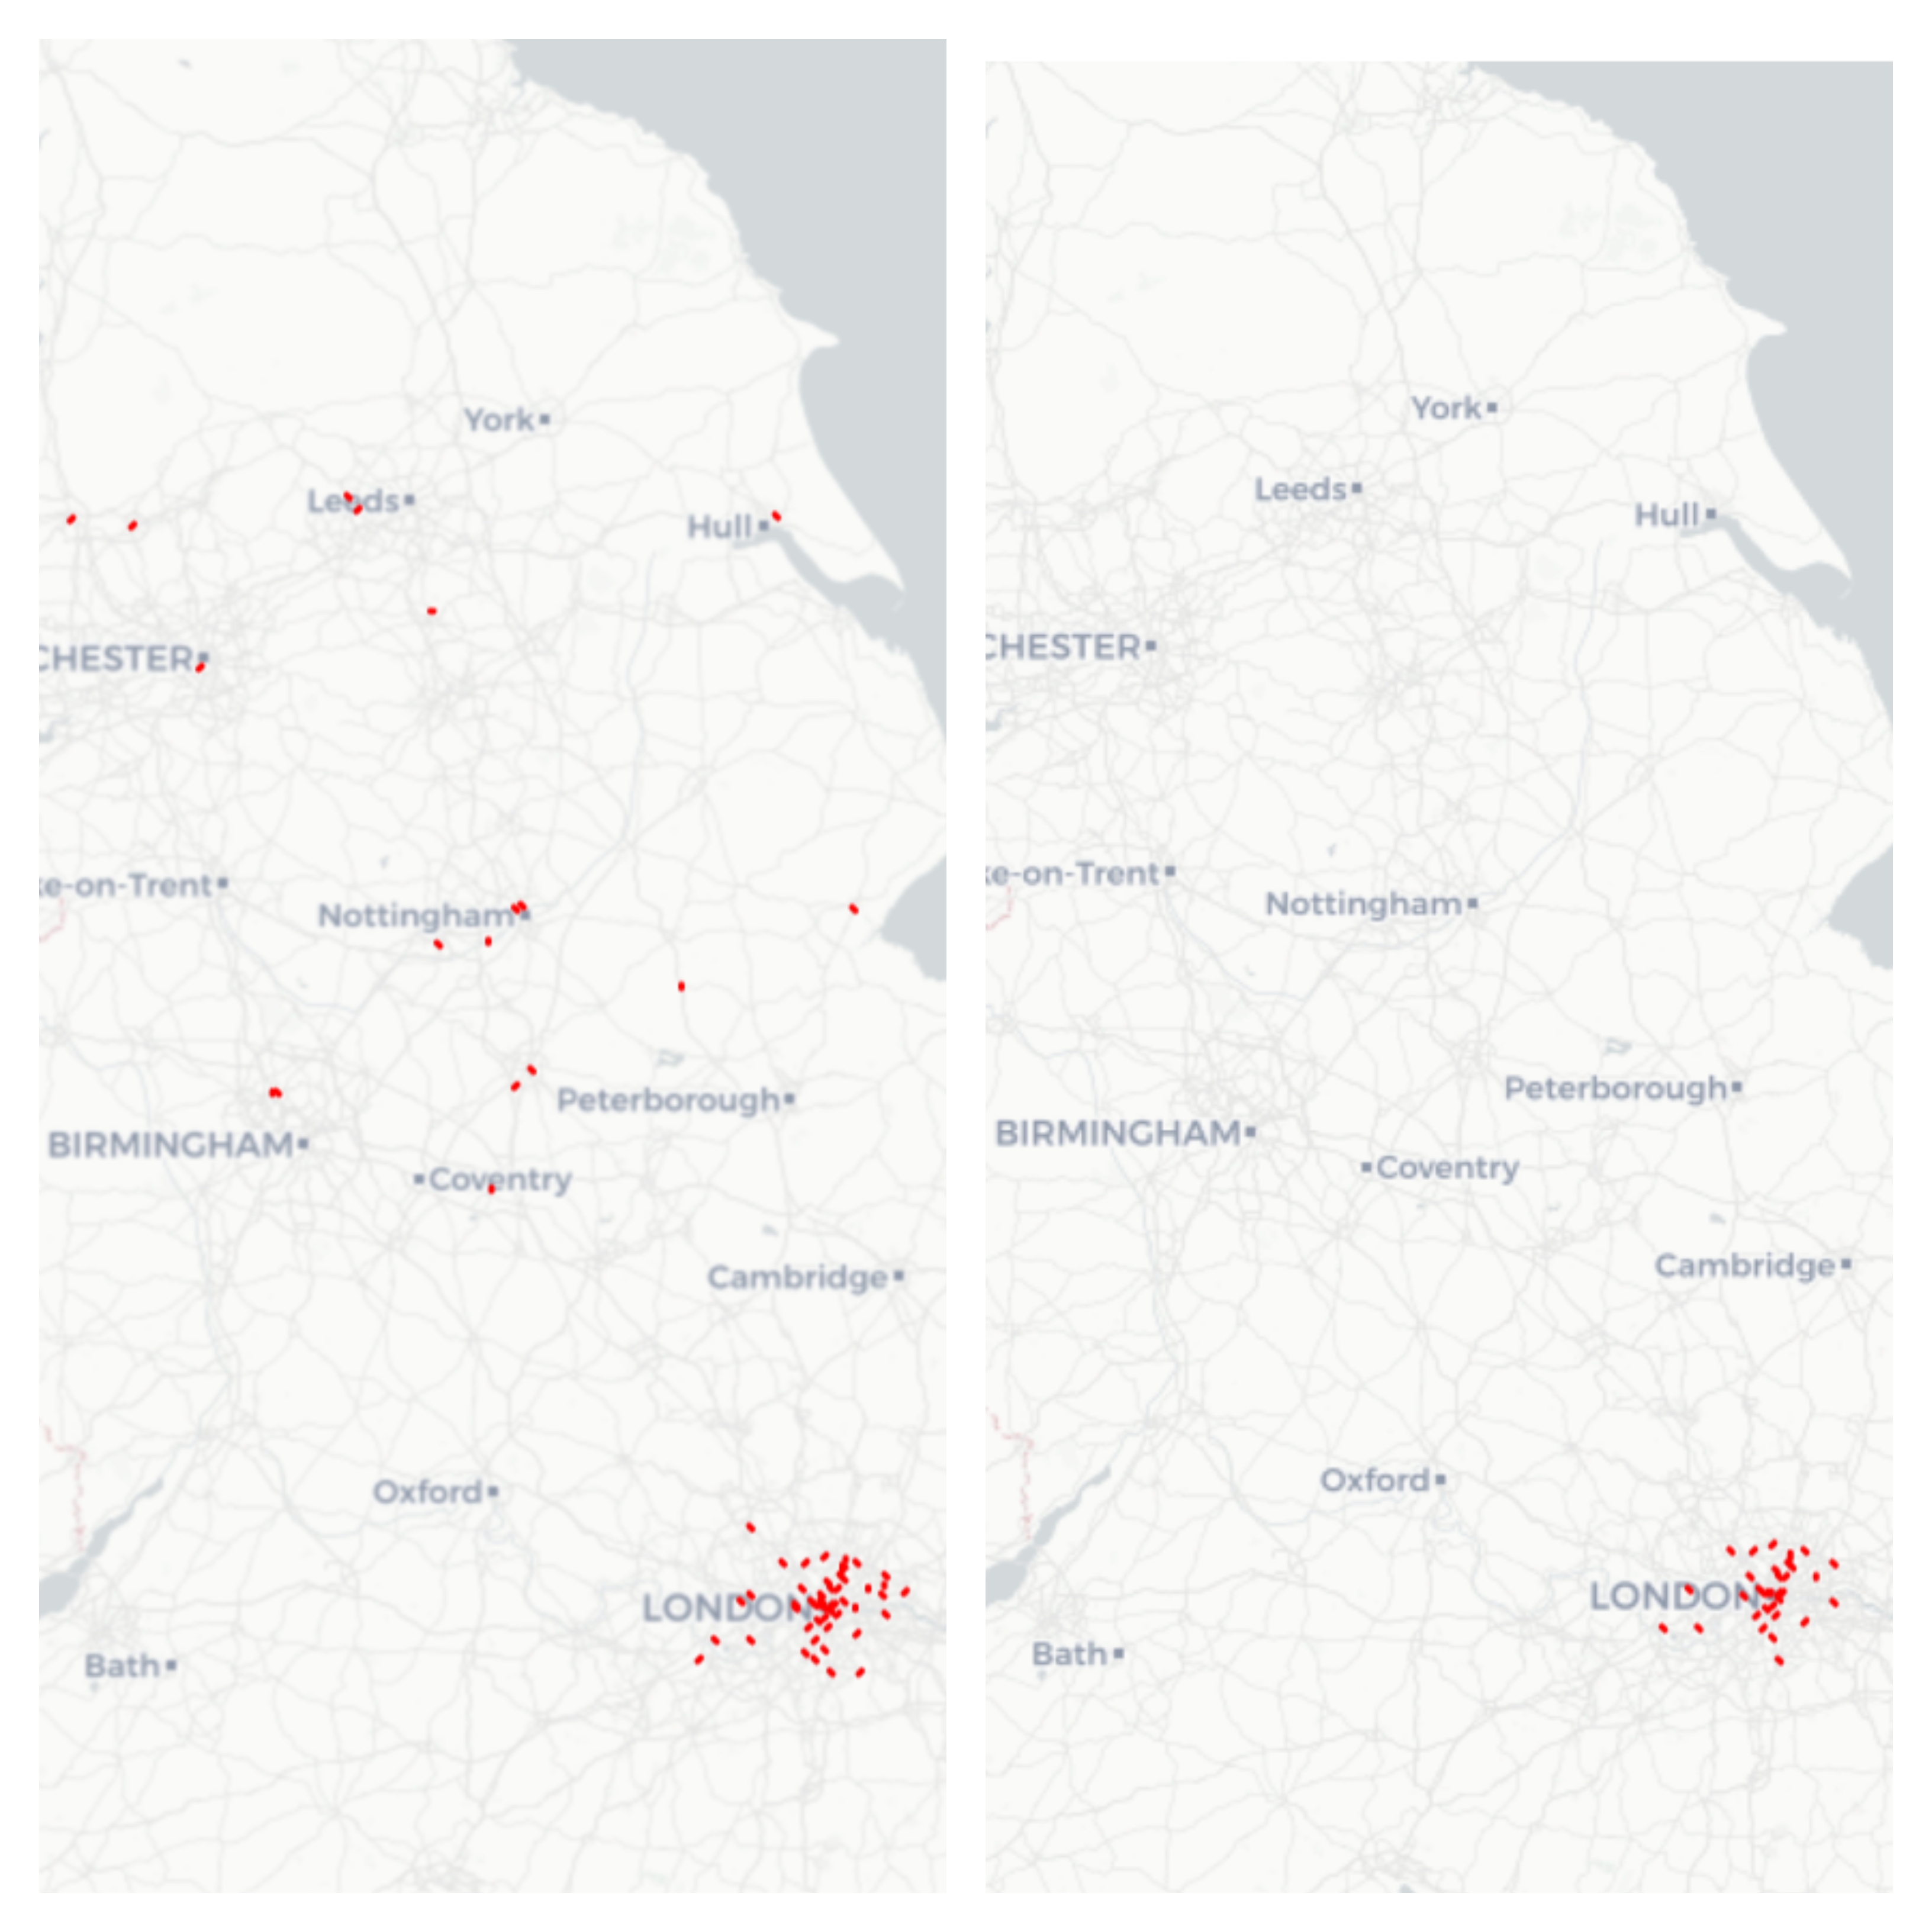 York
Leeds
Hull
CHESTER
ke-on-Trent
Nottingham
Peterborough
BIRMINGHAM
Coventry
Cambridge
Oxford
LONDON
Bath
York
Leeds
Hull
CHESTER
ke-on-Trent
Nottingham
Peterborough
BIRMINGHAM
Coventry
Cambridge
Oxford
LONDON
Bath